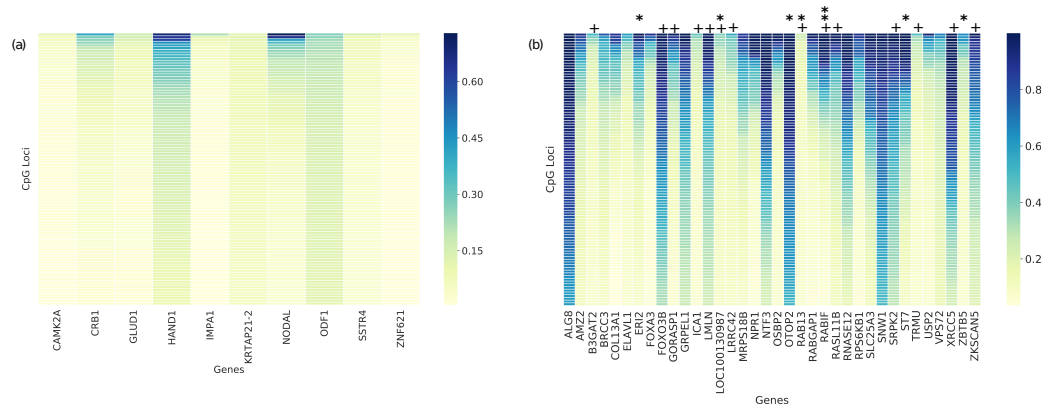 (a)
CpG Loci
CAMK2A
CRB1
GLUD1
HAND1
IMPA1
KRTAP21-2
NODAL
ODF1
SSTR4
ZNF621
Genes
0.60
0.45
0.30
0.15
(b)
*
*
*
*
*
*
*
*
+
+
+
+
+
+
+
+
+
+
+
+
+
+
CpG Loci
ALG8
AMZ2
B3GAT2
BRCC3
COL13A1
ELAVL1
ERI2
FOXA3
FOXO3B
GORASP1
GRPEL1
ICA1
LMLN
LOC100130987
LRRC42
MRPS18B
NPR1
NTF3
OSBP2
OTOP2
RAB13
RABGAP1
RABIF
RASL11B
RNASE12
RPS6KB1
SLC25A3
SNW1
SRPK2
ST7
TRMU
USP2
VPS72
XRCC5
ZBTB5
ZKSCAN5
Genes
0.8
0.6
0.4
0.2